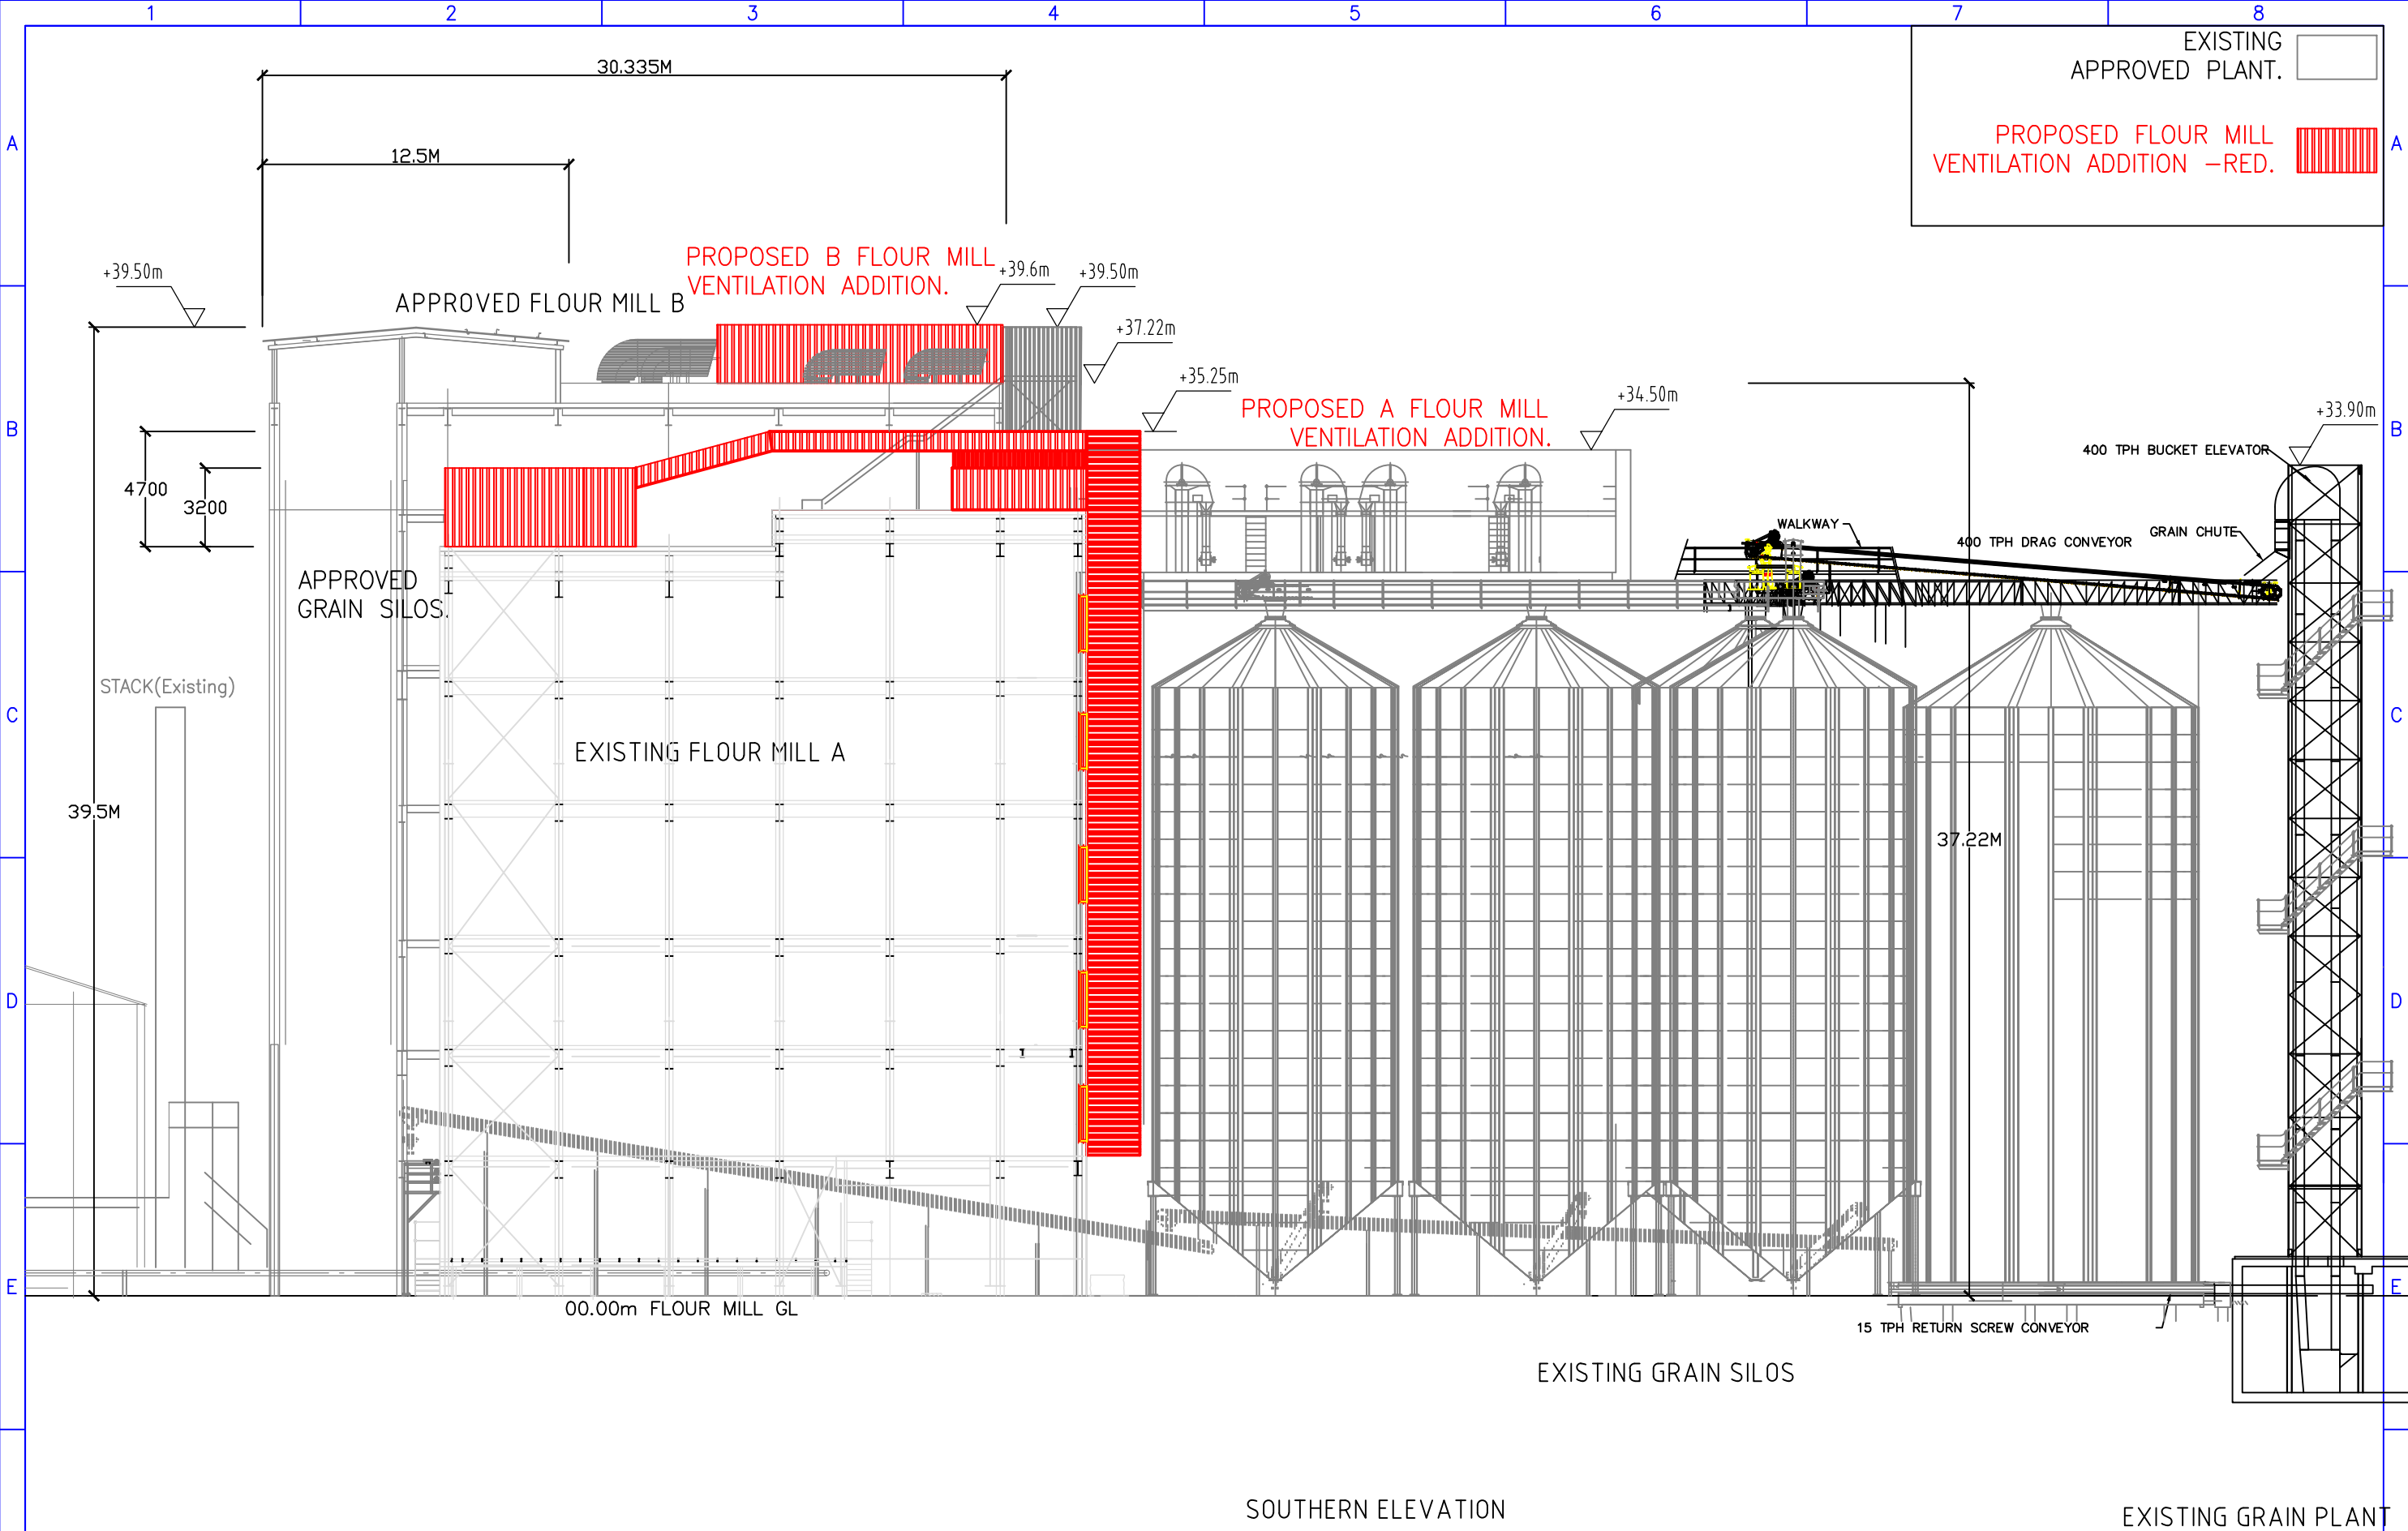 1 2 3 4 5 6 7 8
EXISTING
APPROVED PLANT.
PROPOSED FLOUR MILL
VENTILATION ADDITION -RED.
A A
30.335M
12.5M
PROPOSED B FLOUR MILL
VENTILATION ADDITION.
+39.50m
+39.6m
+39.50m
APPROVED FLOUR MILL B
+37.22m
+35.25m
PROPOSED A FLOUR MILL
VENTILATION ADDITION.
+34.50m
+33.90m
B B
400 TPH BUCKET ELEVATOR
4700
3200
WALKWAY
400 TPH DRAG CONVEYOR
GRAIN CHUTE
APPROVED
GRAIN SILOS.
STACK(Existing)
C C
EXISTING FLOUR MILL A
39.5M
37.22M
D D
E E
00.00m FLOUR MILL GL
15 TPH RETURN SCREW CONVEYOR
EXISTING GRAIN SILOS
SOUTHERN ELEVATION
EXISTING GRAIN PLANT